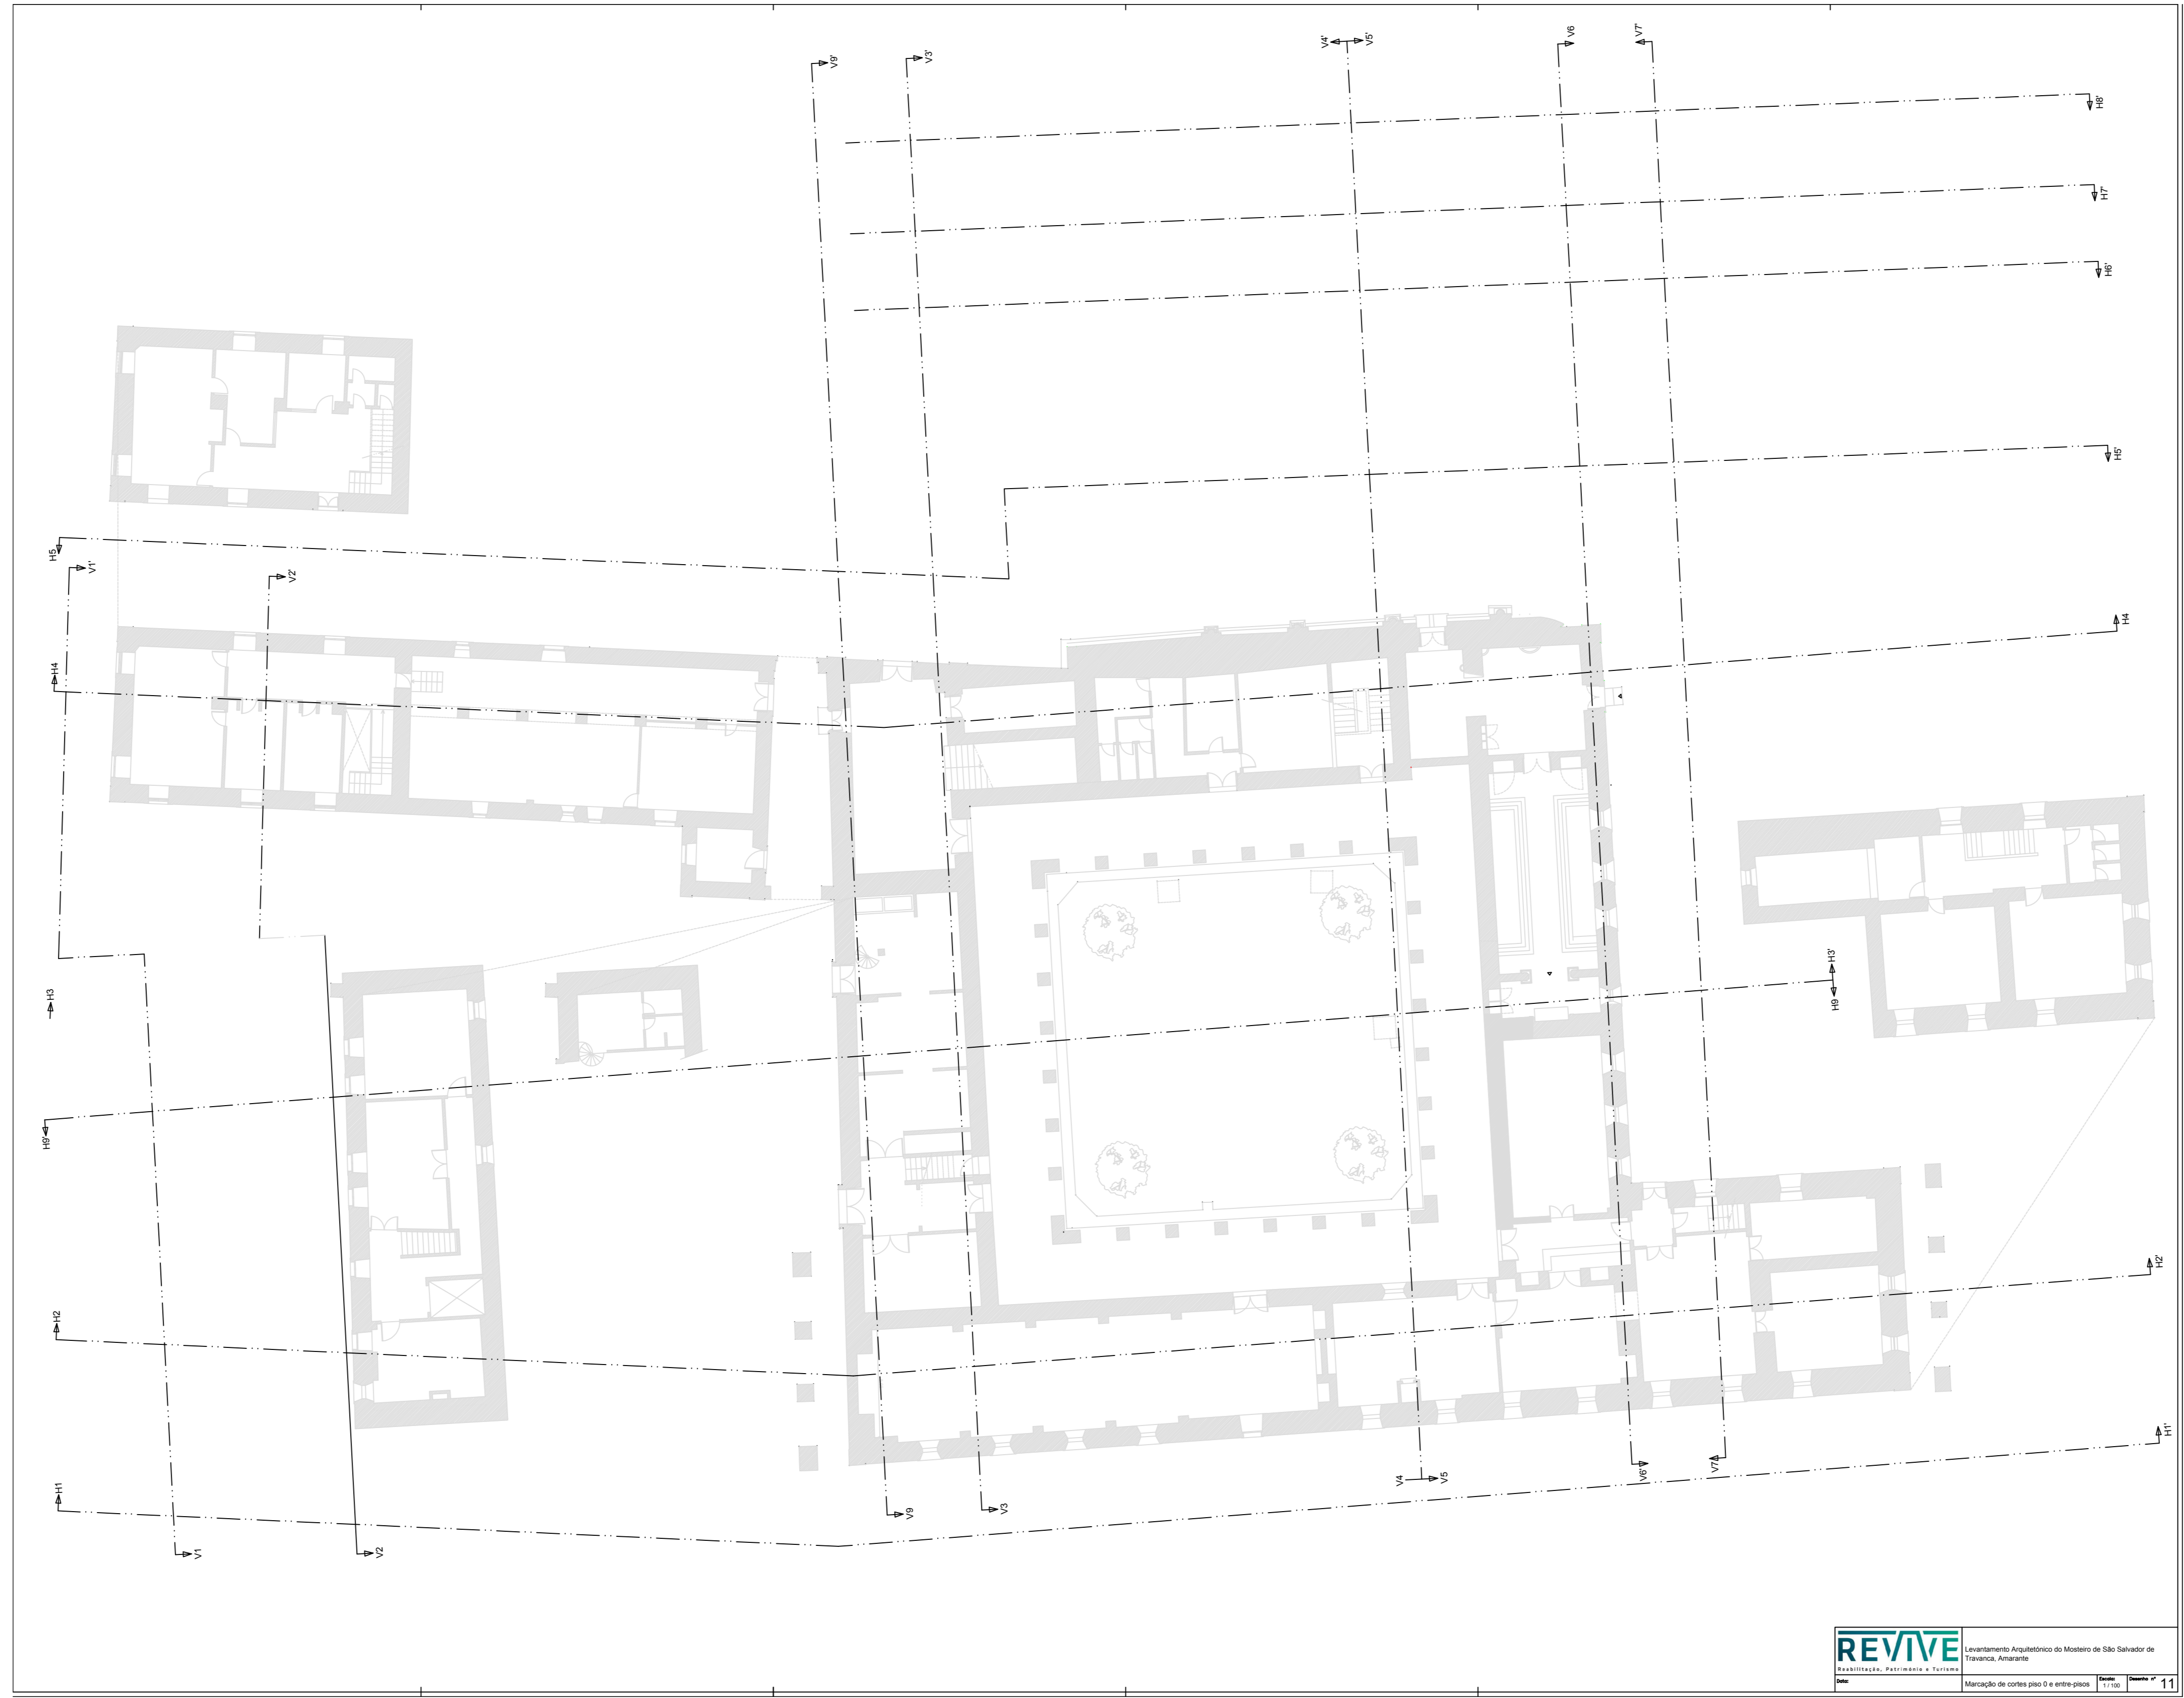 V9'
V3'
V4'
V5'
V6
V7'
H8'
H7'
H6'
H5'
H5
V1'
V2'
H4
H4
H3
H3'
H9
H9'
H2
H2'
H1
H1'
V1
V2
V9
V3
V4
V5
V6'
V7
REVIVE
Reabilitação, Património e Turismo
Levantamento Arquitetónico do Mosteiro de São Salvador de
Travanca, Amarante
Data:
Marcação de cortes piso 0 e entre-pisos
Escala:
1 / 100
Desenho nº 11